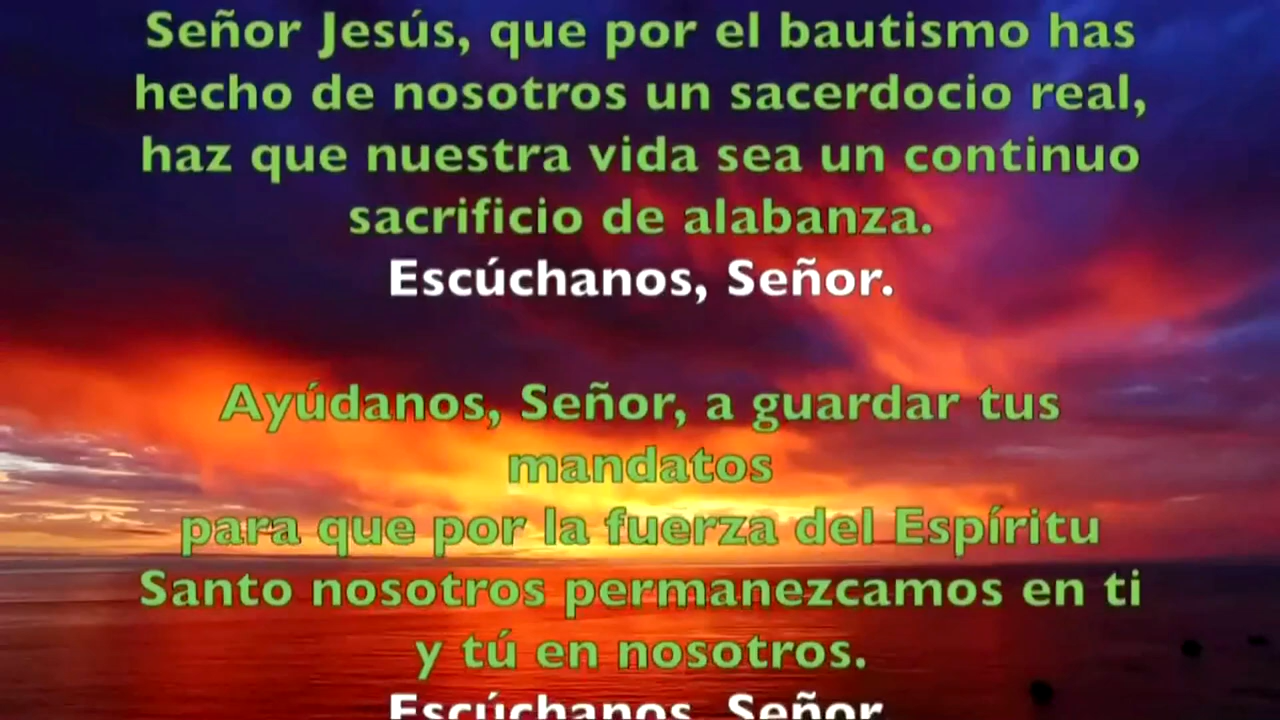 Señor Jesús, que por el bautismo has
hecho de nosotros un sacerdocio real,
haz que nuestra vida sea un continuo
sacrificio de alabanza.
Escúchanos, Señor.
Ayúdanos, Señor, a guardar tus
mandatos
para que por la fuerza del Espíritu
Santo nosotros permanezcamos en ti
y tú en nosotros.
Escúchanos, Señor.